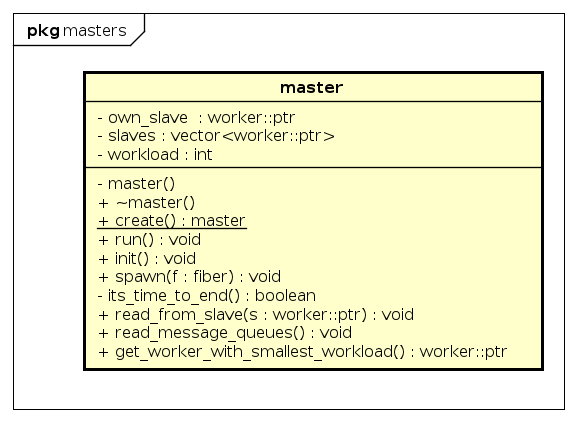 pkg masters
master
- own_slave : worker::ptr
- slaves : vector<worker::ptr>
- workload : int
- master()
+ ~master()
+ create() : master
+ run() : void
+ init() : void
+ spawn(f : fiber) : void
- its_time_to_end() : boolean
+ read_from_slave(s : worker::ptr) : void
+ read_message_queues() : void
+ get_worker_with_smallest_workload() : worker::ptr